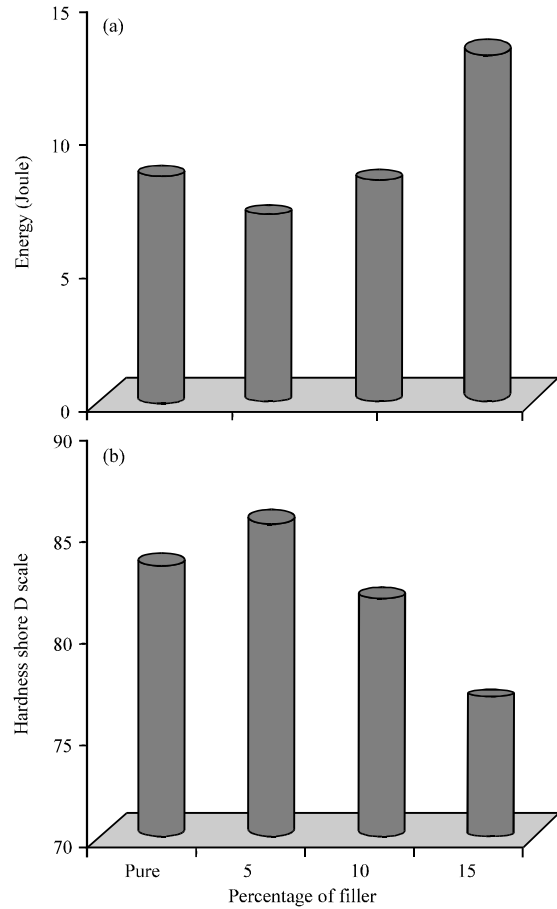 (a)
15
10
5
0
Energy (Joule)
(b)
90
85
80
75
70
Hardness shore D scale
Pure 5 10 15
Percentage of filler